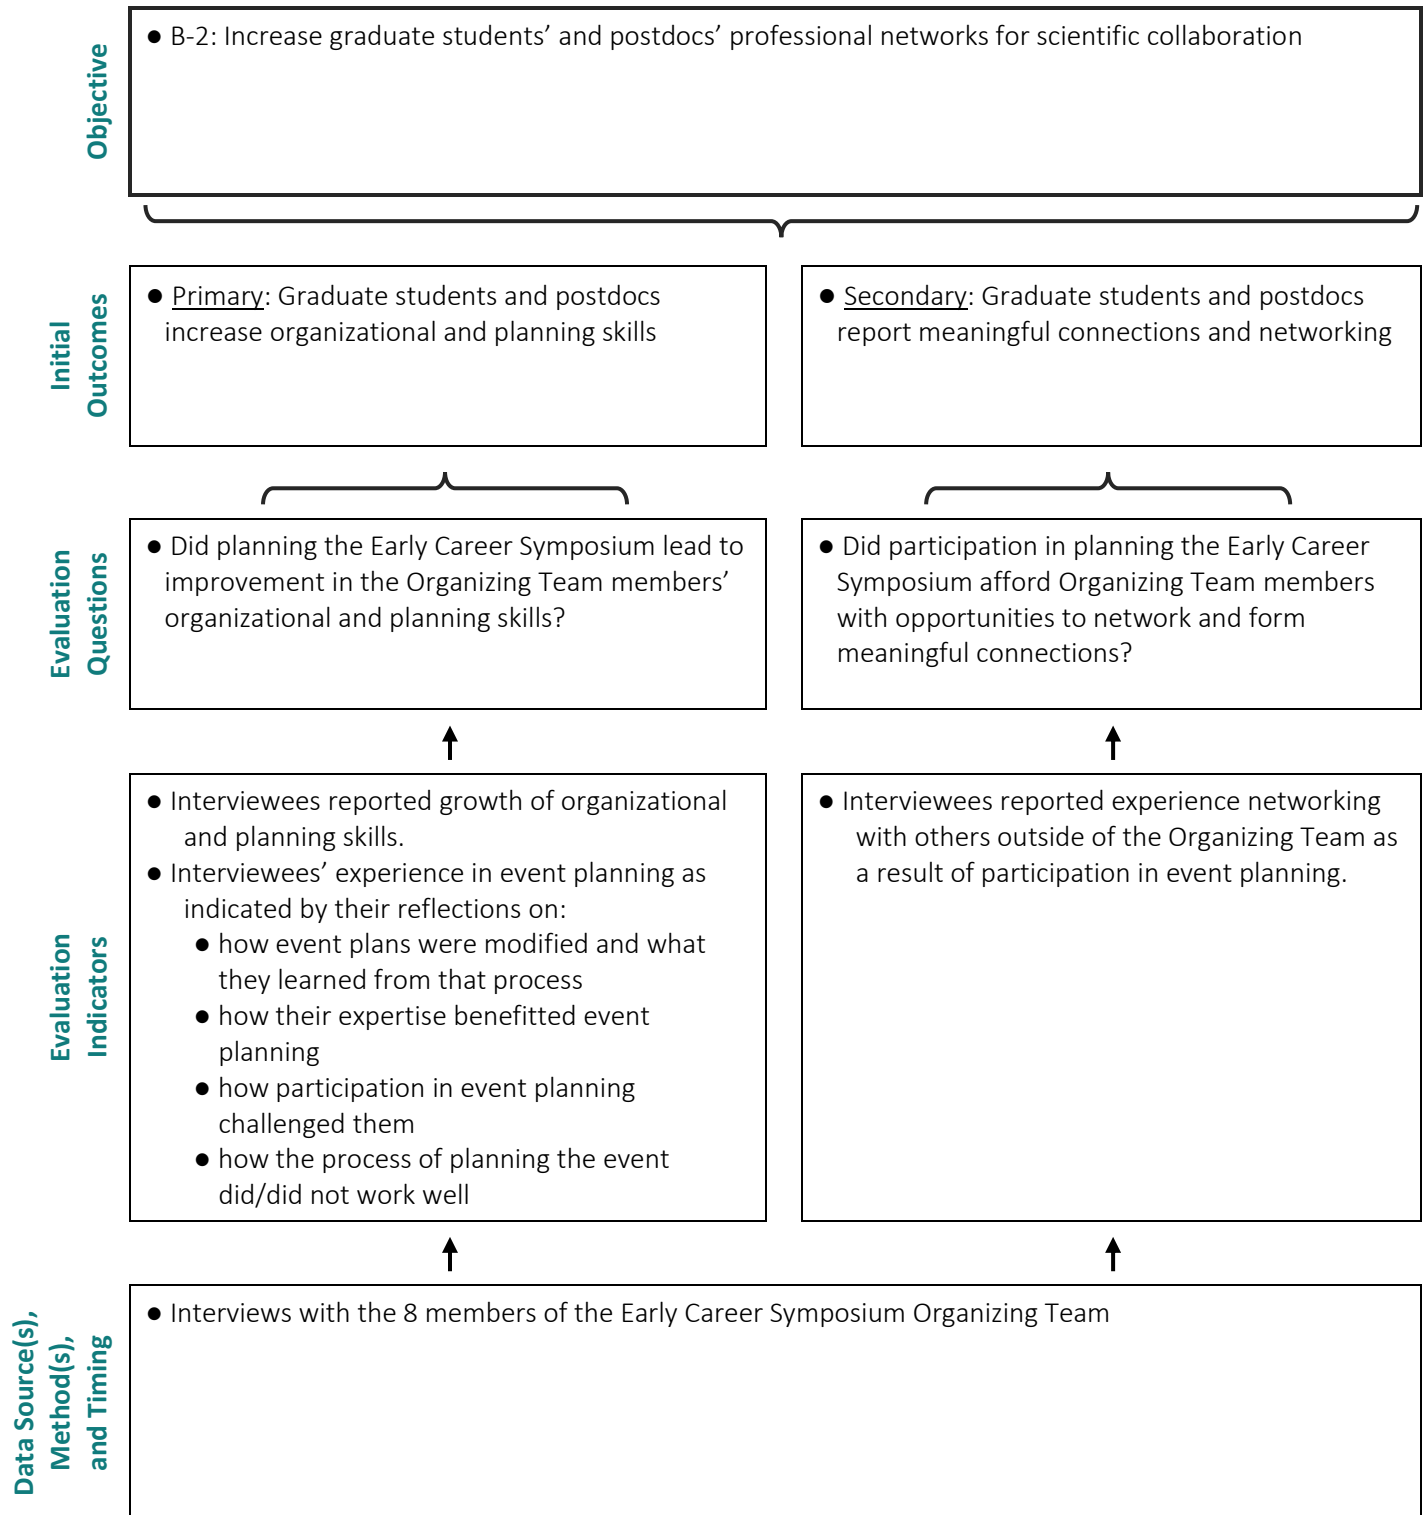 Objective
● B-2: Increase graduate students’ and postdocs’ professional networks for scientific collaboration
Initial
Outcomes
● Primary: Graduate students and postdocs
increase organizational and planning skills
● Secondary: Graduate students and postdocs
report meaningful connections and networking
Evaluation
Questions
● Did planning the Early Career Symposium lead to
improvement in the Organizing Team members’
organizational and planning skills?
● Did participation in planning the Early Career
Symposium afford Organizing Team members
with opportunities to network and form
meaningful connections?
Evaluation
Indicators
● Interviewees reported growth of organizational
and planning skills.
● Interviewees’ experience in event planning as
indicated by their reflections on:
● how event plans were modified and what
they learned from that process
● how their expertise benefitted event
planning
● how participation in event planning
challenged them
● how the process of planning the event
did/did not work well
● Interviewees reported experience networking
with others outside of the Organizing Team as
a result of participation in event planning.
Data Source(s),
Method(s),
and Timing
● Interviews with the 8 members of the Early Career Symposium Organizing Team